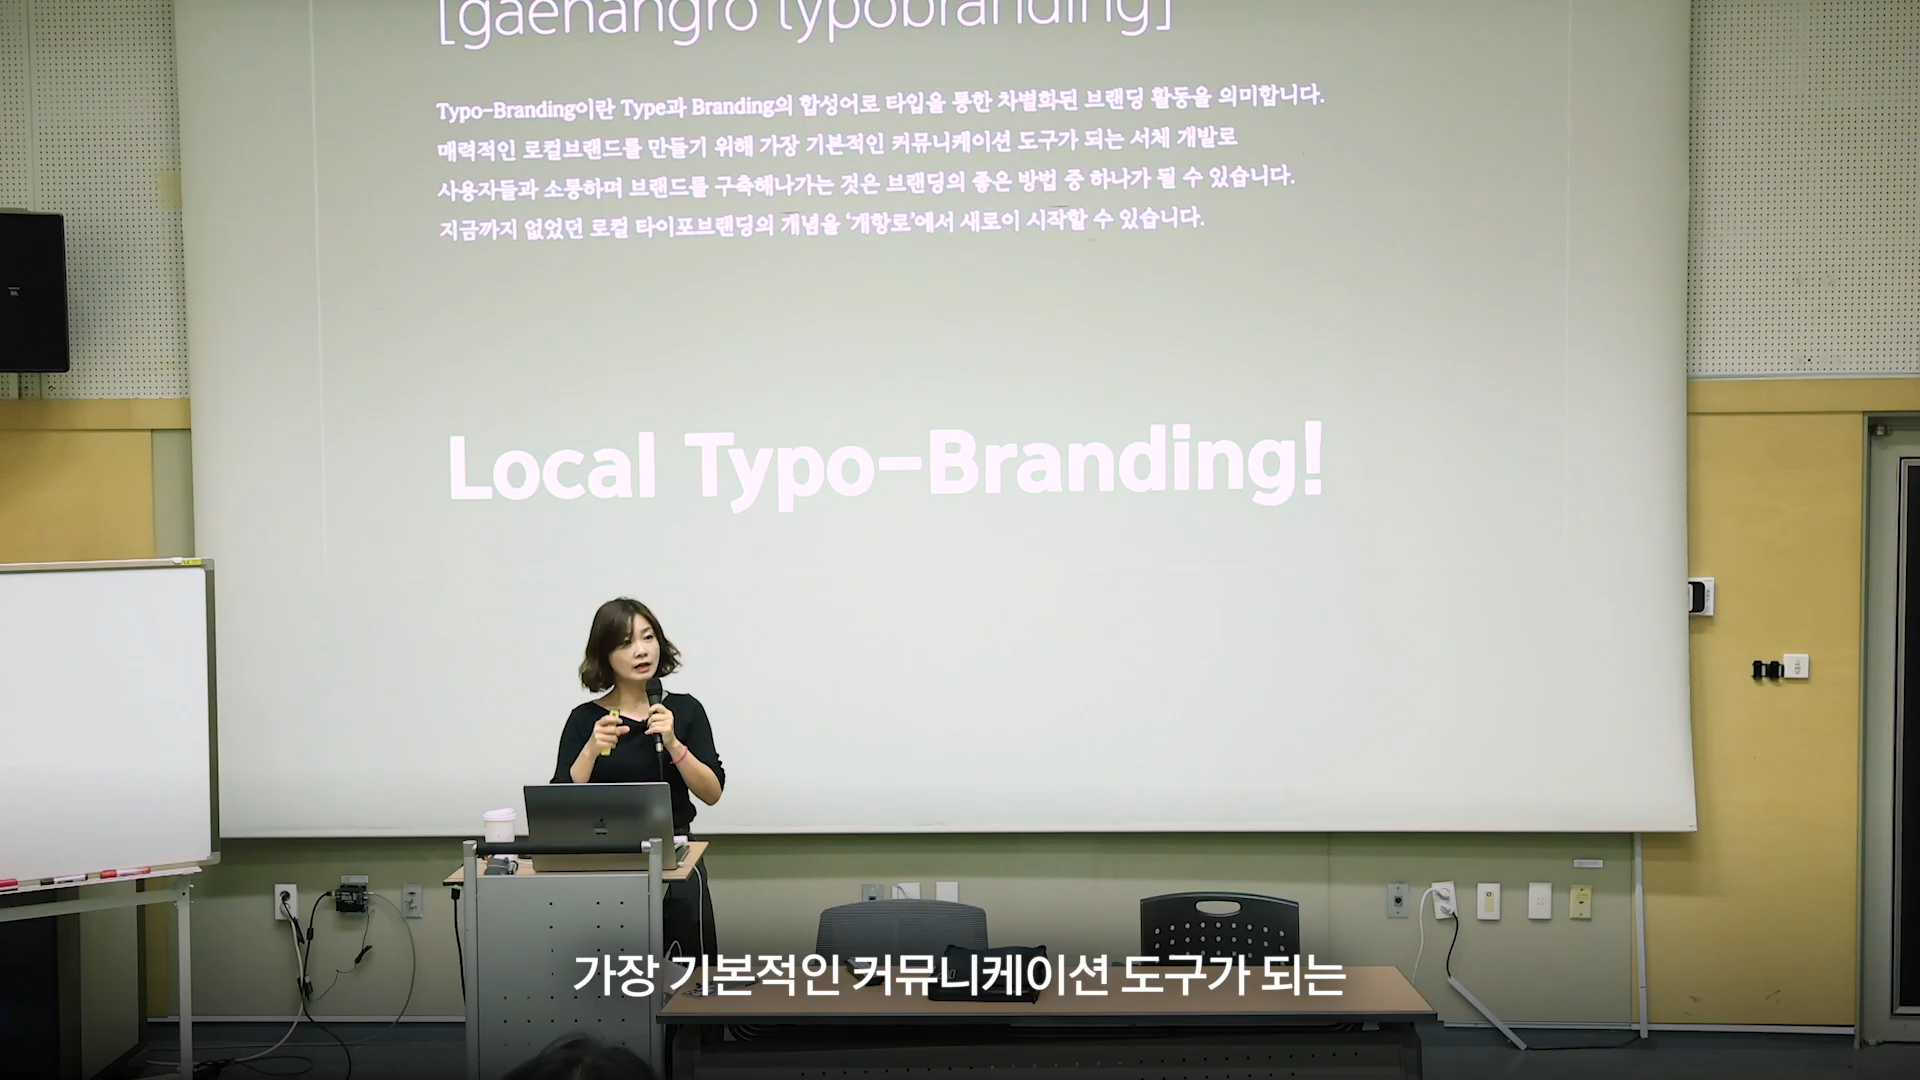 [gaehangro typobranding]
Typo-Branding이란 Type과 Branding의 합성어로 타입을 통한 차별화된 브랜딩 활동을 의미합니다.
매력적인 로컬브랜드를 만들기 위해 가장 기본적인 커뮤니케이션 도구가 되는 서체 개발로
사용자들과 소통하며 브랜드를 구축해나가는 것은 브랜딩의 좋은 방법 중 하나가 될 수 있습니다.
지금까지 없었던 로컬 타이포브랜딩의 개념을 ‘개항로’에서 새로이 시작할 수 있습니다.
Local Typo-Branding!
가장 기본적인 커뮤니케이션 도구가 되는